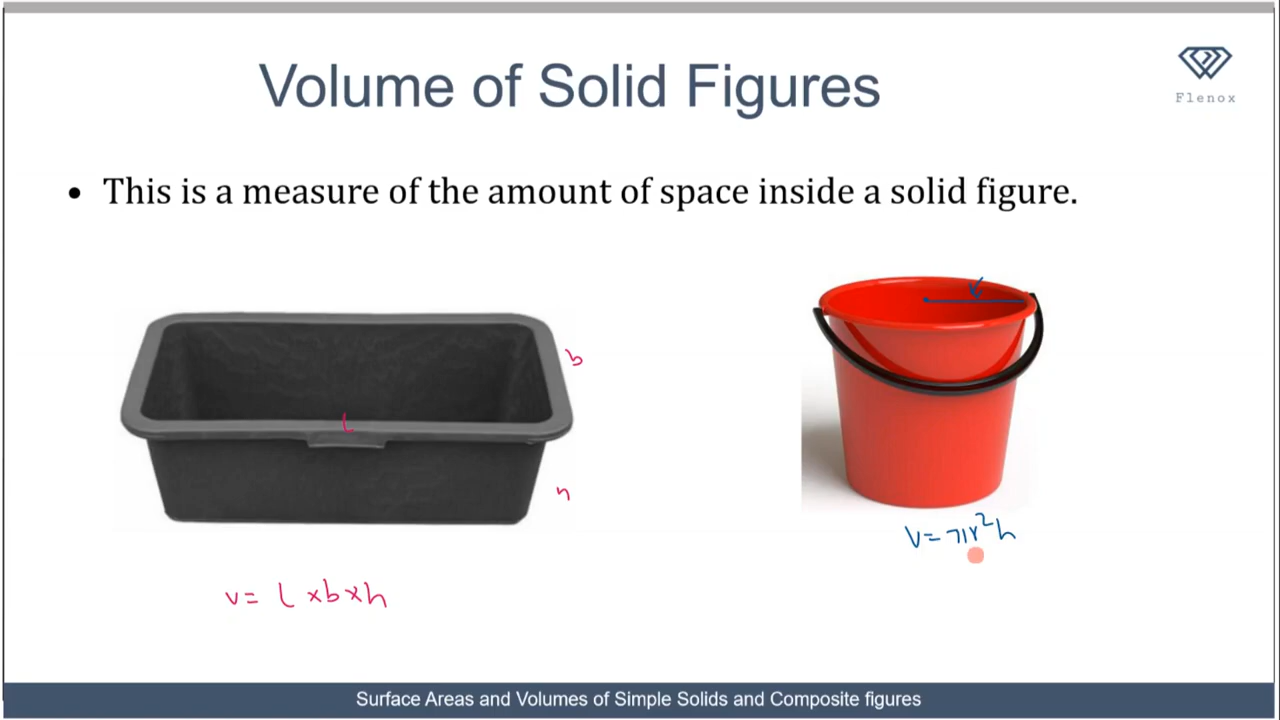 Volume of Solid Figures
Flenox
• This is a measure of the amount of space inside a solid figure.
b
L
h
r
V = πr²h
V = L × b × h
Surface Areas and Volumes of Simple Solids and Composite figures